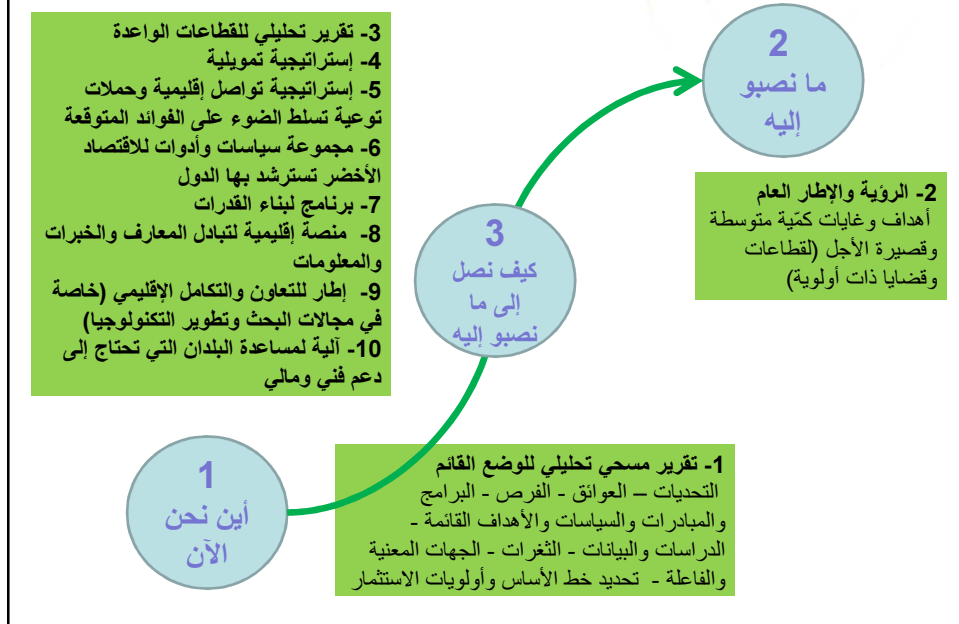 3- تقرير تحليلي للقطاعات الواعدة
4- إستراتيجية تمويلية
5- إستراتيجية تواصل إقليمية وحملات
توعية تسلط الضوء على الفوائد المتوقعة
6- مجموعة سياسات وأدوات للاقتصاد
الأخضر تسترشد بها الدول
7- برنامج لبناء القدرات
8- منصة إقليمية لتبادل المعارف والخبرات
والمعلومات
9- إطار للتعاون والتكامل الإقليمي (خاصة
في مجالات البحث وتطوير التكنولوجيا)
10- آلية لمساعدة البلدان التي تحتاج إلى
دعم فني ومالي
2
ما نصبو
إليه
2- الرؤية والإطار العام
أهداف وغايات كمّية متوسطة
وقصيرة الأجل (لقطاعات
وقضايا ذات أولوية)
3
كيف نصل
إلى ما
نصبو إليه
1
أين نحن
الآن
1- تقرير مسحي تحليلي للوضع القائم
التحديات – العوائق - الفرص - البرامج
والمبادرات والسياسات والأهداف القائمة -
الدراسات والبيانات - الثغرات - الجهات المعنية
والفاعلة - تحديد خط الأساس وأولويات الاستثمار